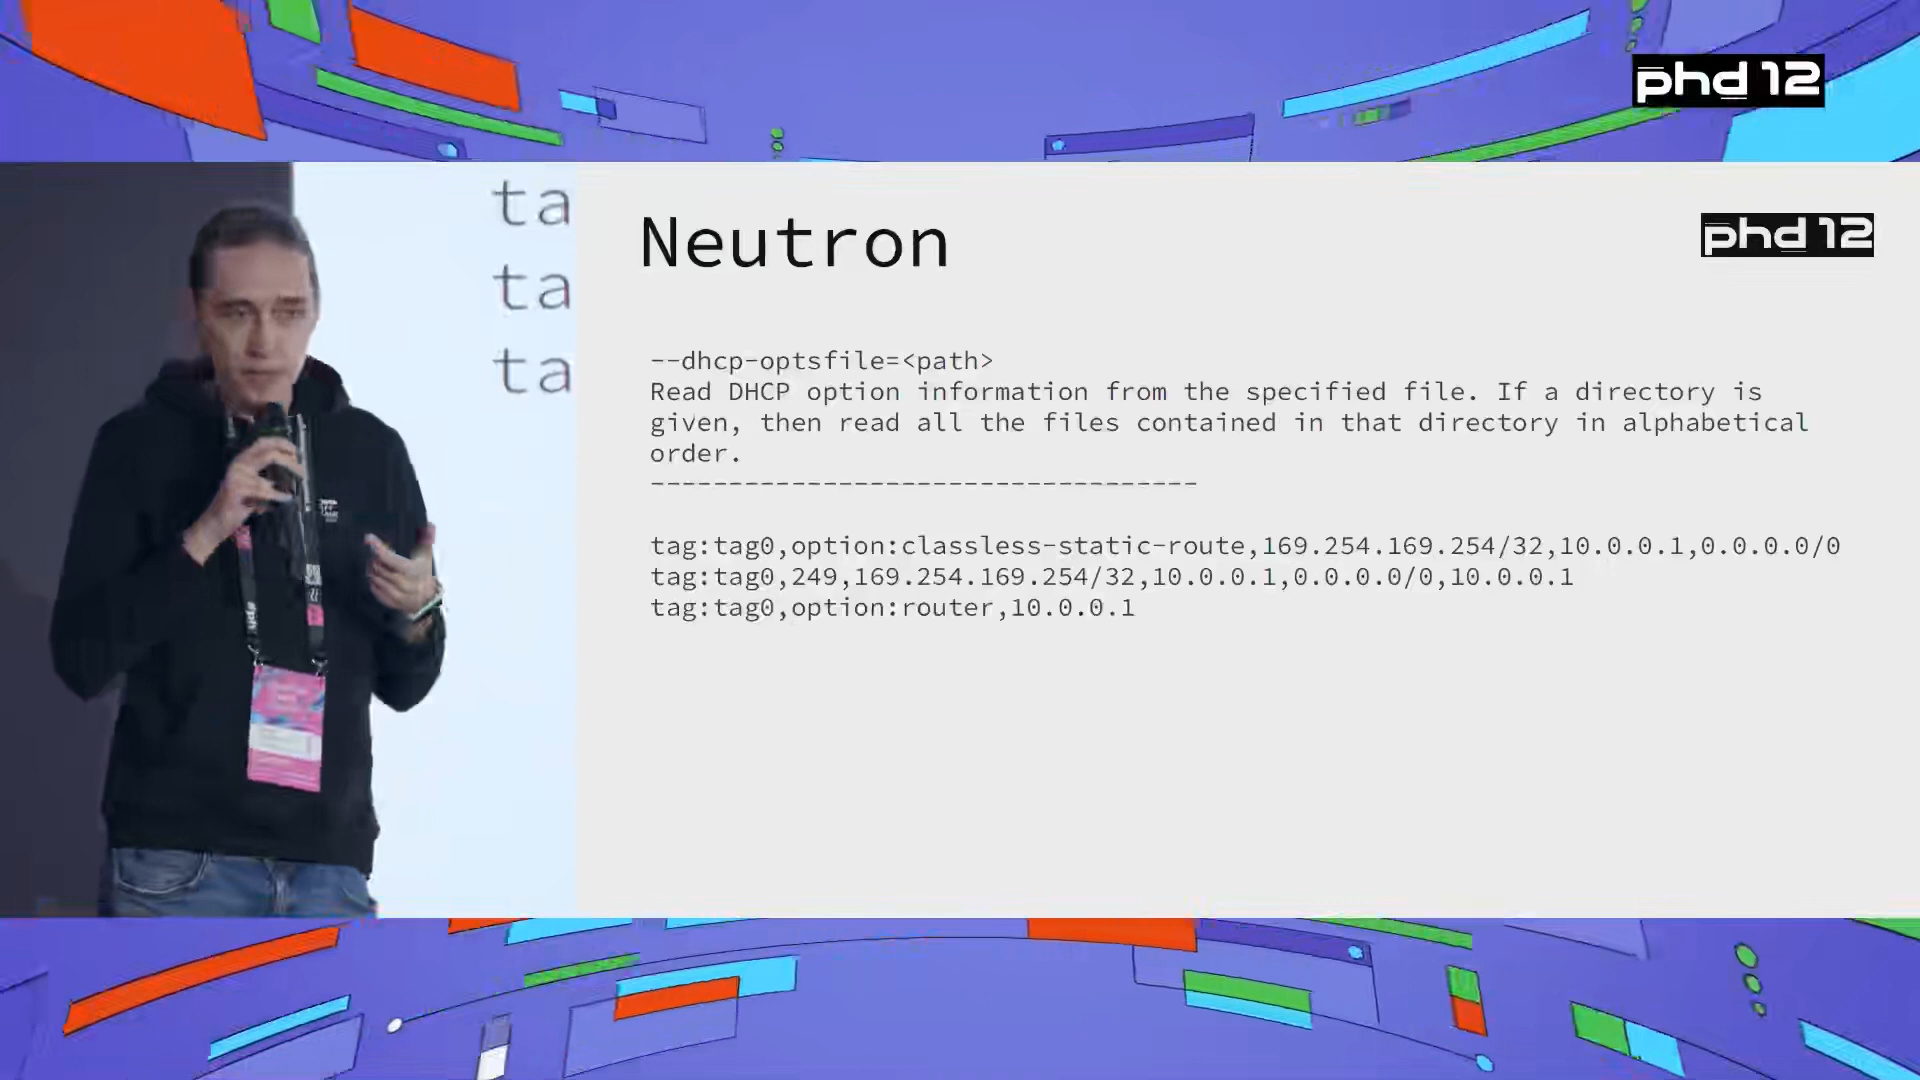 phd 12
ta
ta
ta
Neutron
phd 12
--dhcp-optsfile=<path>
Read DHCP option information from the specified file. If a directory is
given, then read all the files contained in that directory in alphabetical
order.
-----------------------------------
tag:tag0,option:classless-static-route,169.254.169.254/32,10.0.0.1,0.0.0.0/0
tag:tag0,249,169.254.169.254/32,10.0.0.1,0.0.0.0/0,10.0.0.1
tag:tag0,option:router,10.0.0.1